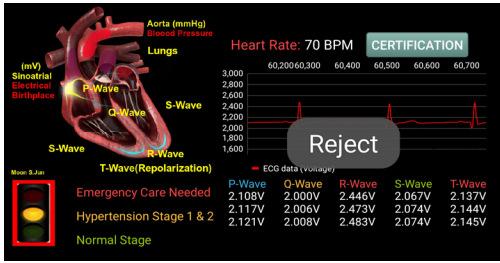 Aorta (mmHg)
Bleood Pressure
Lungs
(mV)
Sinoatrial
Electrical
Birthplace
P-Wave
Q-Wave
S-Wave
S-Wave
R-Wave
T-Wave(Repolarization)
Heart Rate: 70 BPM
CERTIFICATION
60,200 60,300 60,400 60,500 60,600 60,700
3,000
2,800
2,600
2,400
2,200
2,000
1,800
1,600
Reject
ECG data (voltage)
P-Wave Q-Wave R-Wave S-Wave T-Wave
2.108V 2.000V 2.446V 2.067V 2.137V
2.117V 2.006V 2.473V 2.074V 2.144V
2.121V 2.008V 2.483V 2.074V 2.145V
Moon S.Jun
Emergency Care Needed
Hypertension Stage 1 & 2
Normal Stage